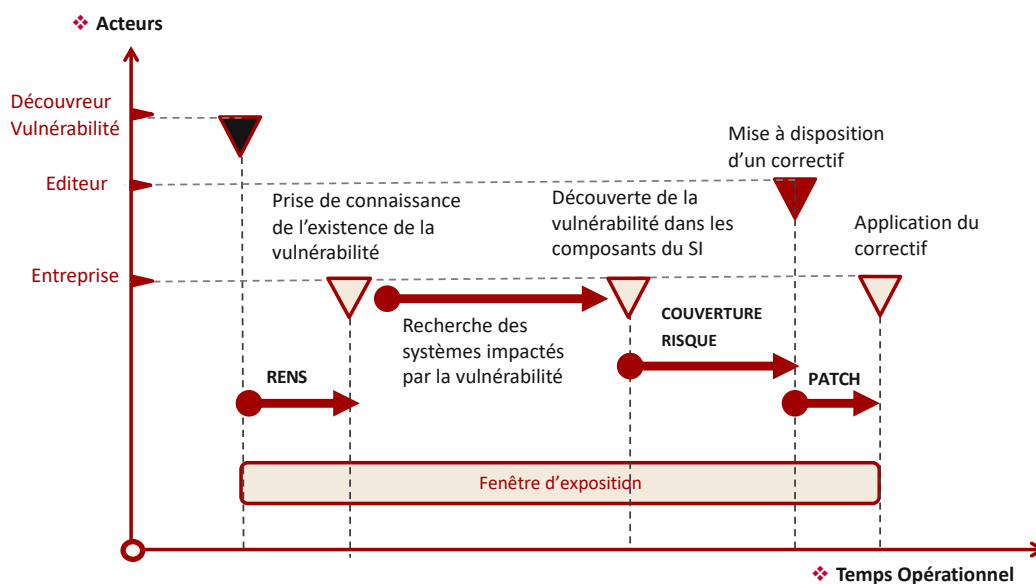 ❖ Acteurs
Découvreur
Vulnérabilité
Mise à disposition
d'un correctif
Editeur
Prise de connaissance
de l'existence de la
vulnérabilité
Découverte de la
vulnérabilité dans les
composants du SI
Application du
correctif
Entreprise
COUVERTURE
RISQUE
Recherche des
systèmes impactés
par la vulnérabilité
RENS
PATCH
Fenêtre d'exposition
❖ Temps Opérationnel